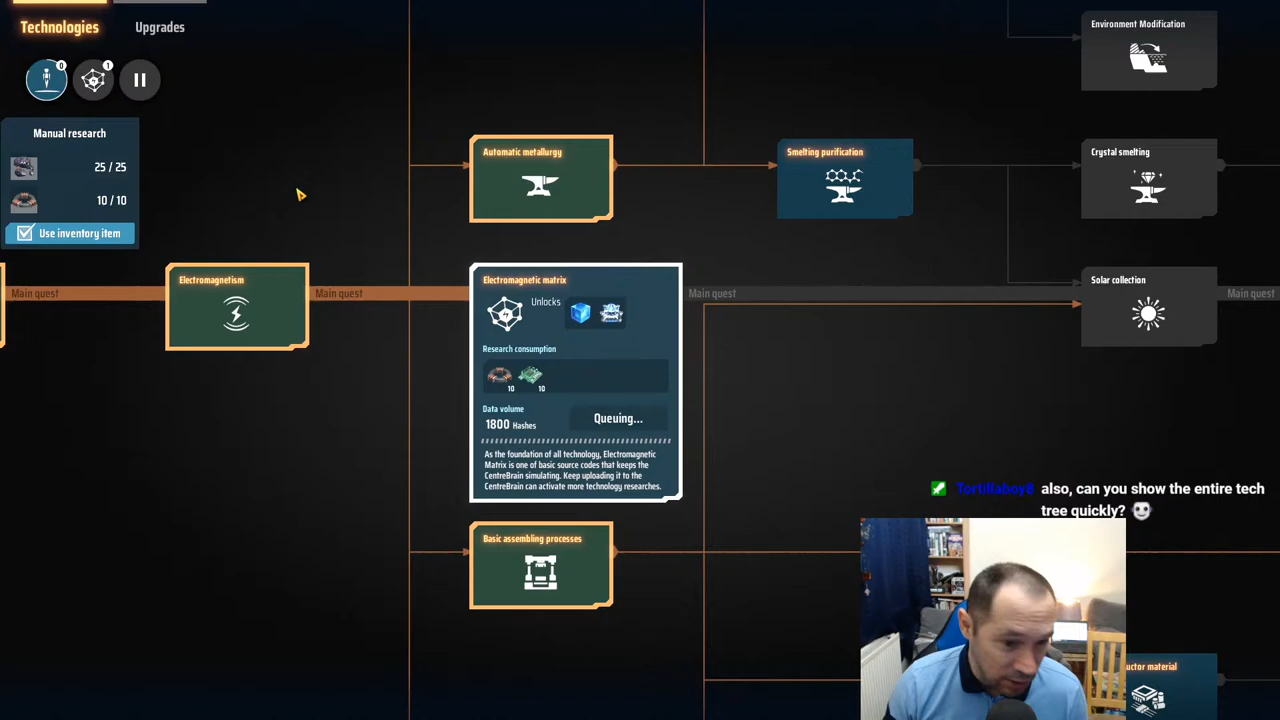 Technologies
Upgrades
0
1
Manual research
25 / 25
10 / 10
Use inventory item
Main quest
Electromagnetism
Main quest
Automatic metallurgy
Smelting purification
Environment Modification
Crystal smelting
Electromagnetic matrix
Unlocks
Research consumption
10
10
Data volume
1800 Hashes
Queuing...
As the foundation of all technology, Electromagnetic
Matrix is one of basic source codes that keeps the
CentreBrain simulating. Keep uploading it to the
CentreBrain can activate more technology researches.
Main quest
Solar collection
Main quest
Tortillaboy8 also, can you show the entire tech
tree quickly?
Basic assembling processes
uctor material